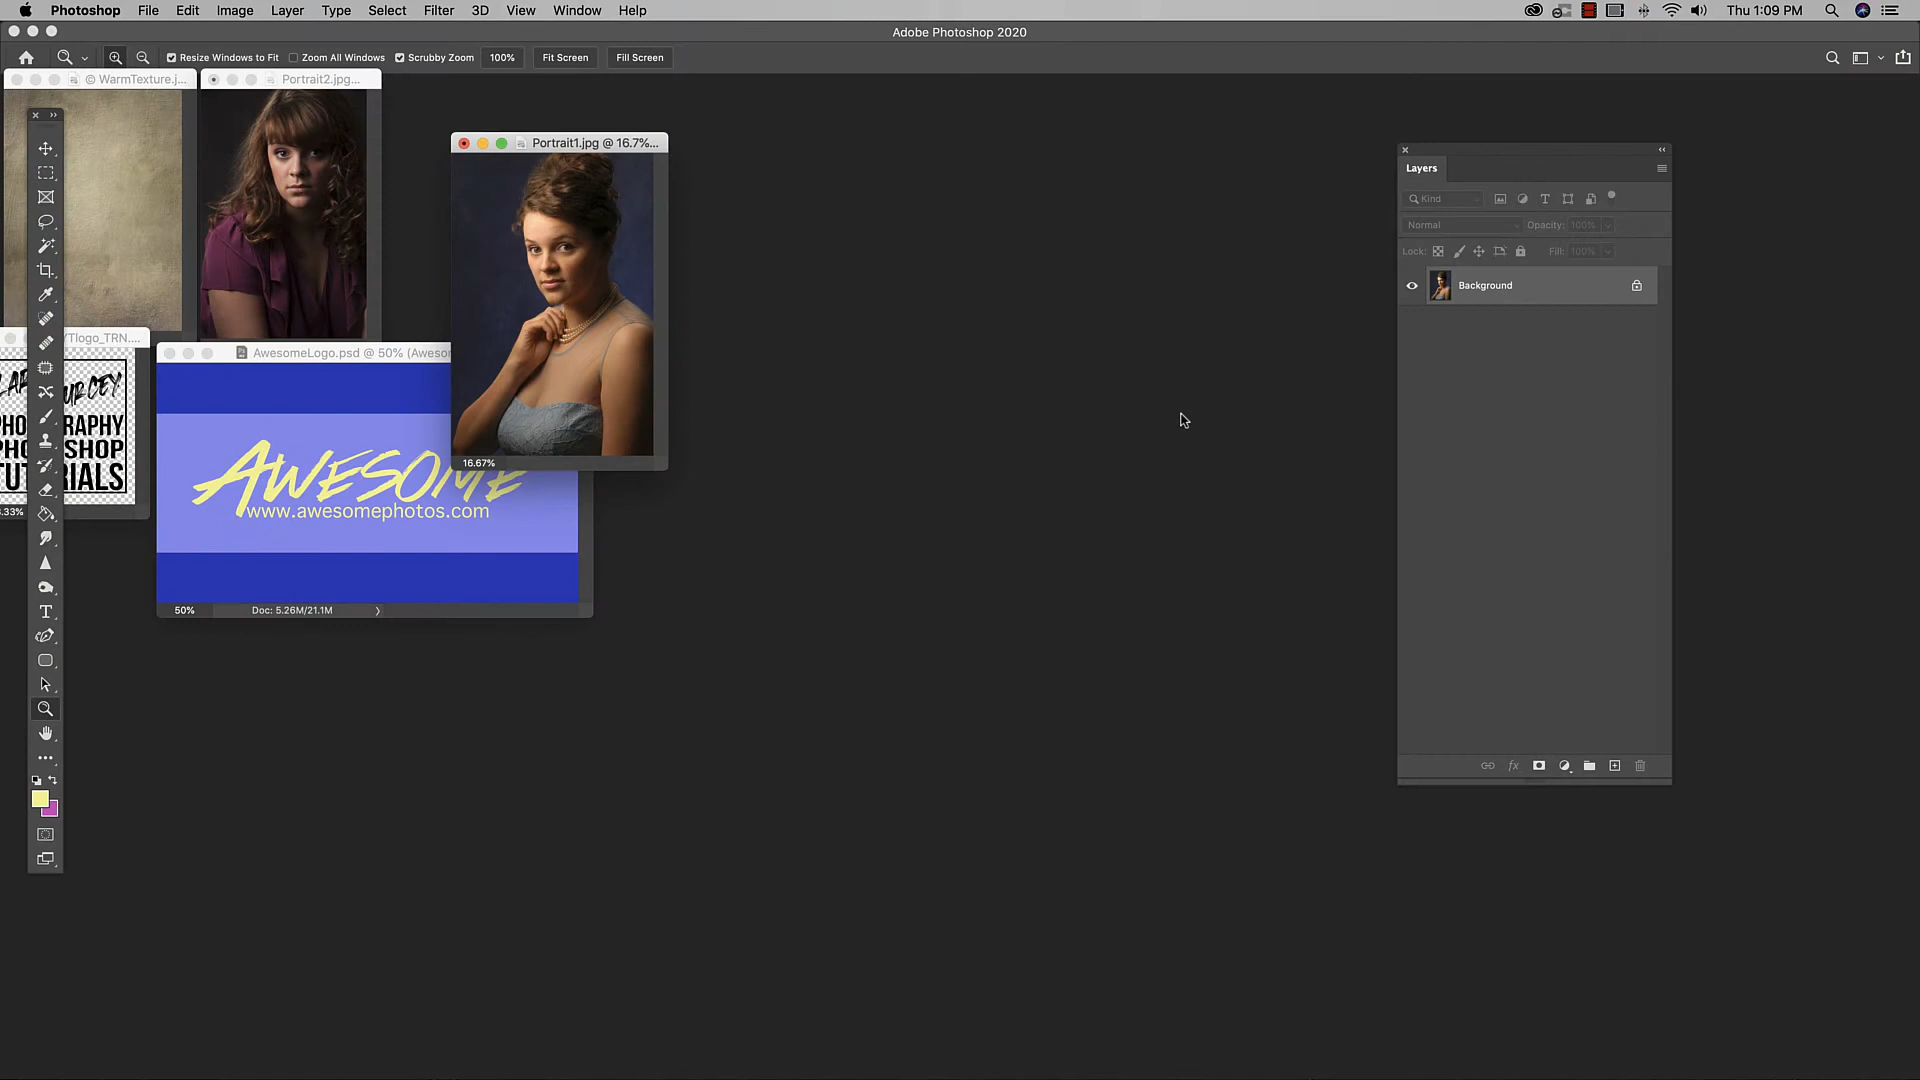 Photoshop File Edit Image Layer Type Select Filter 3D View Window Help Thu 1:09 PM
Adobe Photoshop 2020
Resize Windows to Fit Zoom All Windows Scrubby Zoom 100% Fit Screen Fill Screen
© WarmTexture.j...
Portrait2.jpg...
Portrait1.jpg @ 16.7%...
16.67%
Tlogo_TRN....
PHOTOSHOP
TUTORIALS
.33%
AwesomeLogo.psd @ 50% (Awesor
AWESOME
www.awesomephotos.com
50% Doc: 5.26M/21.1M
Layers
Kind
Normal Opacity: 100%
Lock: Fill: 100%
Background
fx